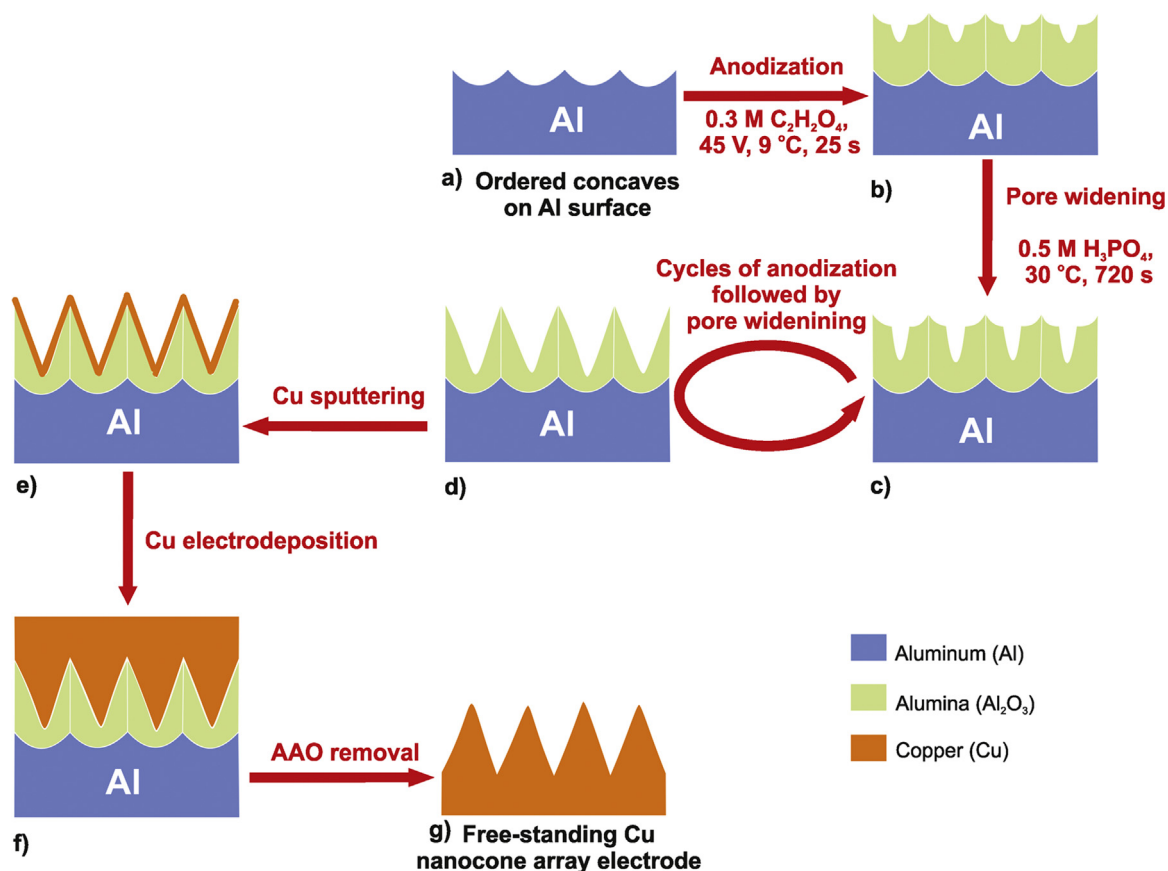 Al
a) Ordered concaves
on Al surface
Anodization
0.3 M C₂H₂O₄,
45 V, 9 °C, 25 s
Al
b)
Pore widening
0.5 M H₃PO₄,
30 °C, 720 s
Al
c)
Cycles of anodization
followed by
pore widenining
Al
d)
Cu sputtering
Al
e)
Cu electrodeposition
Al
f)
AAO removal
g) Free-standing Cu
nanocone array electrode
Aluminum (Al)
Alumina (Al₂O₃)
Copper (Cu)